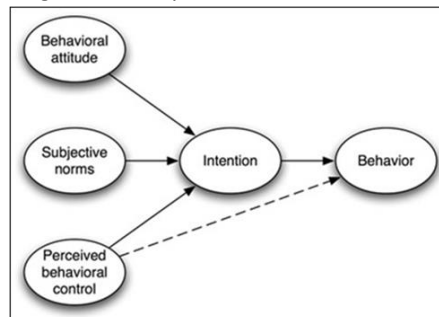 Behavioral
attitude
Subjective
norms
Intention
Behavior
Perceived
behavioral
control